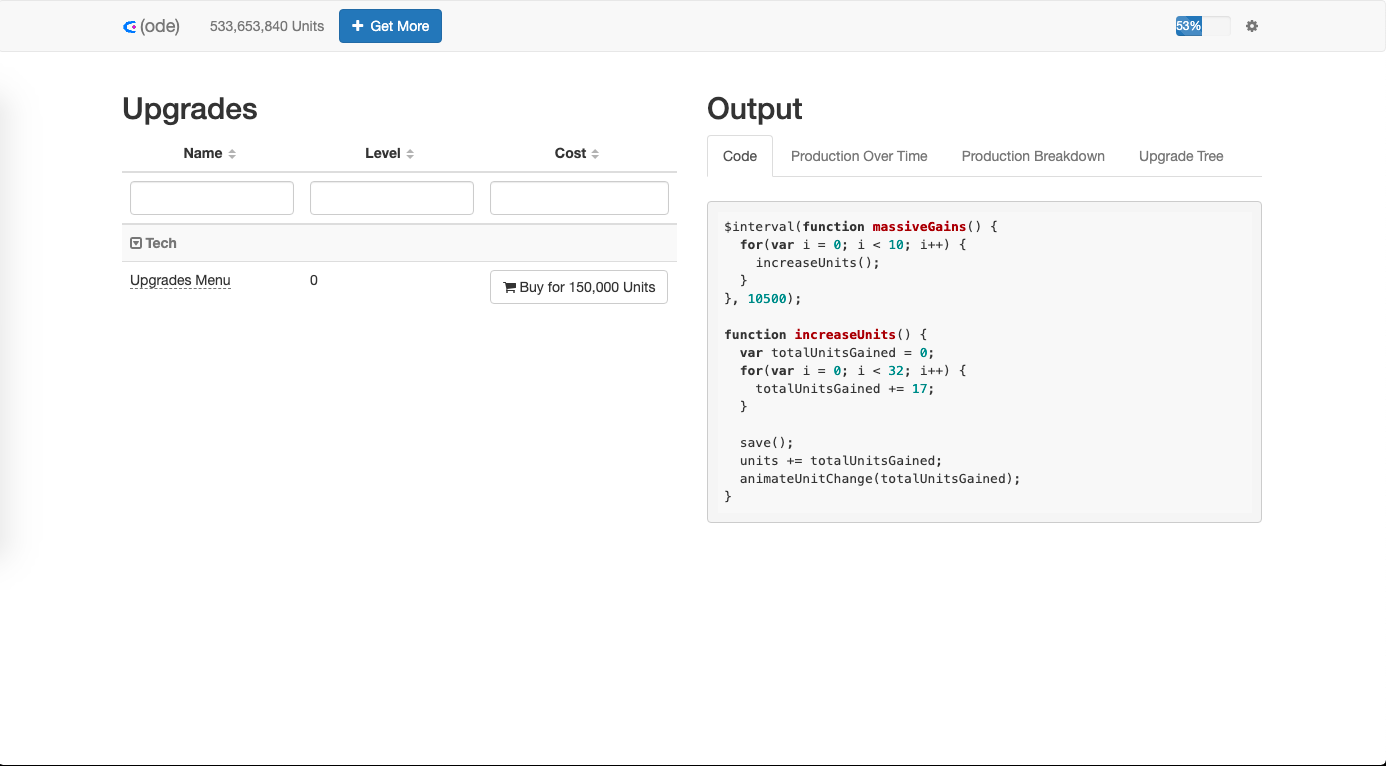 (ode)
533,653,840 Units
Get More
53%
Upgrades
Name
Level
Cost
Tech
Upgrades Menu
0
Buy for 150,000 Units
Output
Code
Production Over Time
Production Breakdown
Upgrade Tree
$interval(function massiveGains() {
  for(var i = 0; i < 10; i++) {
    increaseUnits();
  }
}, 10500);

function increaseUnits() {
  var totalUnitsGained = 0;
  for(var i = 0; i < 32; i++) {
    totalUnitsGained += 17;
  }

  save();
  units += totalUnitsGained;
  animateUnitChange(totalUnitsGained);
}